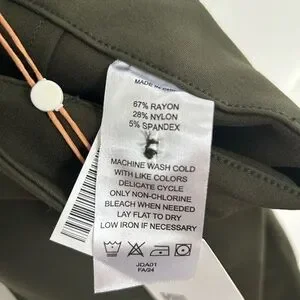 MADE IN
67% RAYON
28% NYLON
5% SPANDEX
MACHINE WASH COLD
WITH LIKE COLORS
DELICATE CYCLE
ONLY NON-CHLORINE
BLEACH WHEN NEEDED
LAY FLAT TO DRY
LOW IRON IF NECESSARY
JDA01
FA/24